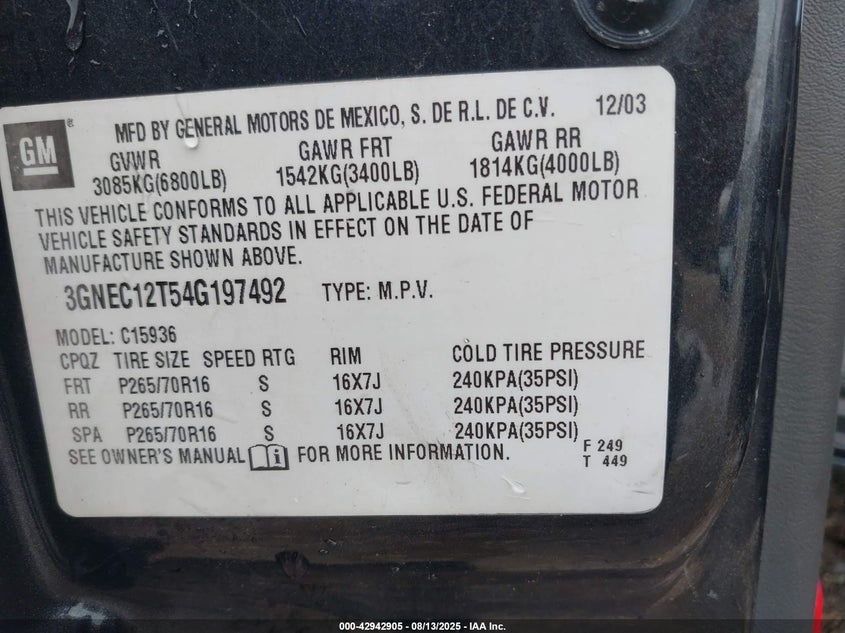 GM ®
MFD BY GENERAL MOTORS DE MEXICO, S. DE R.L. DE C.V. 12/03
GVWR GAWR FRT GAWR RR
3085KG(6800LB) 1542KG(3400LB) 1814KG(4000LB)
THIS VEHICLE CONFORMS TO ALL APPLICABLE U.S. FEDERAL MOTOR
VEHICLE SAFETY STANDARDS IN EFFECT ON THE DATE OF
MANUFACTURE SHOWN ABOVE.
3GNEC12T54G197492 TYPE: M.P.V.
MODEL: C15936
CPQZ TIRE SIZE SPEED RTG RIM COLD TIRE PRESSURE
FRT P265/70R16 S 16X7J 240KPA(35PSI)
RR P265/70R16 S 16X7J 240KPA(35PSI)
SPA P265/70R16 S 16X7J 240KPA(35PSI)
SEE OWNER'S MANUAL FOR MORE INFORMATION.
F 249
T 449
000-42942905 - 08/13/2025 - IAA Inc.